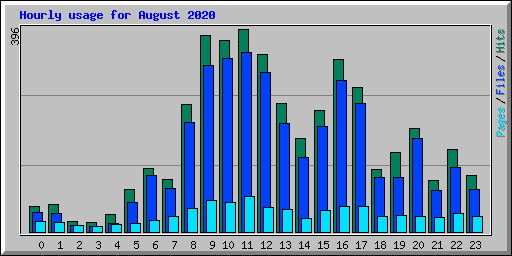 Hourly usage for August 2020
396
Pages / Files / Hits
0 1 2 3 4 5 6 7 8 9 10 11 12 13 14 15 16 17 18 19 20 21 22 23